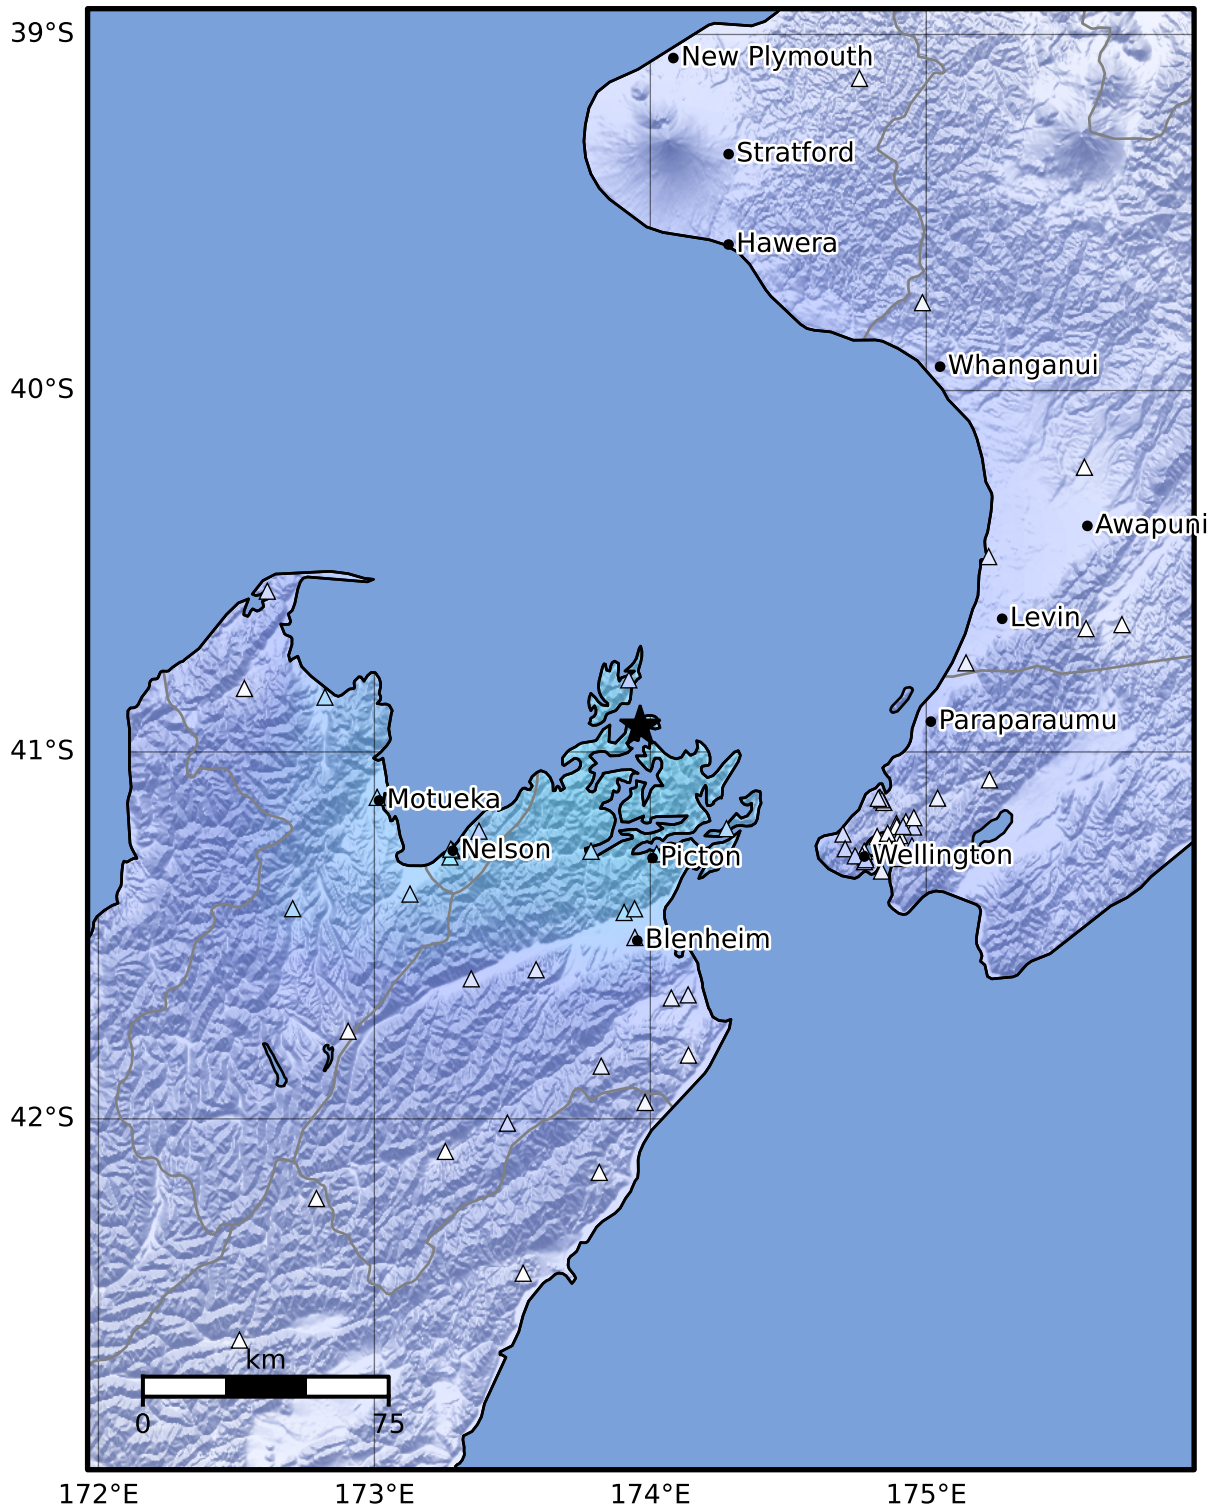 39°S
New Plymouth
Stratford
Hawera
Whanganui
40°S
Awapuni
Levin
Paraparaumu
41°S
Motueka
Nelson
Picton
Wellington
Blenheim
42°S
km
0
75
172°E
173°E
174°E
175°E